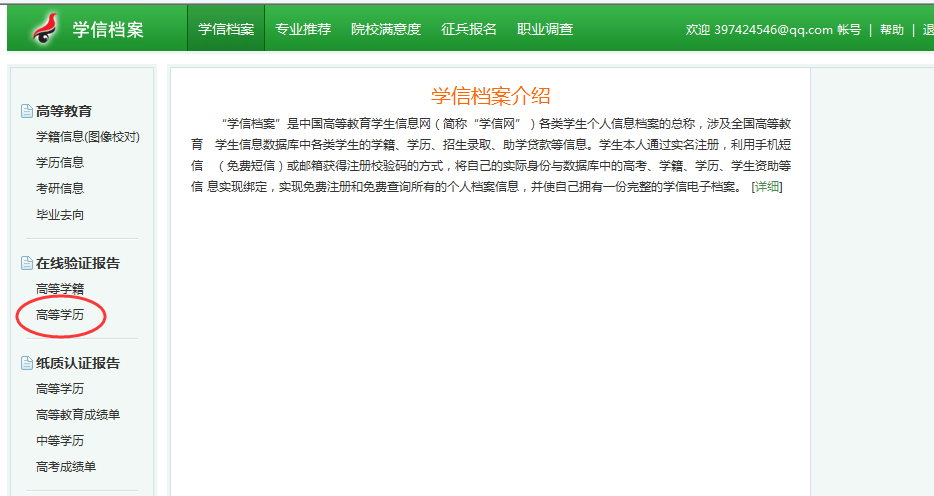 学信档案
学信档案 专业推荐 院校满意度 征兵报名 职业调查
欢迎 397424546@qq.com 帐号 | 帮助 | 退
高等教育
学籍信息(图像校对)
学历信息
考研信息
毕业去向
在线验证报告
高等学籍
高等学历
纸质认证报告
高等学历
高等教育成绩单
中等学历
高考成绩单
学信档案介绍
“学信档案”是中国高等教育学生信息网（简称“学信网”）各类学生个人信息档案的总称，涉及全国高等教
育 学生信息数据库中各类学生的学籍、学历、招生录取、助学贷款等信息。学生本人通过实名注册，利用手机短
信 （免费短信）或邮箱获得注册校验码的方式，将自己的实际身份与数据库中的高考、学籍、学历、学生资助等
信 息实现绑定，实现免费注册和免费查询所有的个人档案信息，并使自己拥有一份完整的学信电子档案。 [详细]